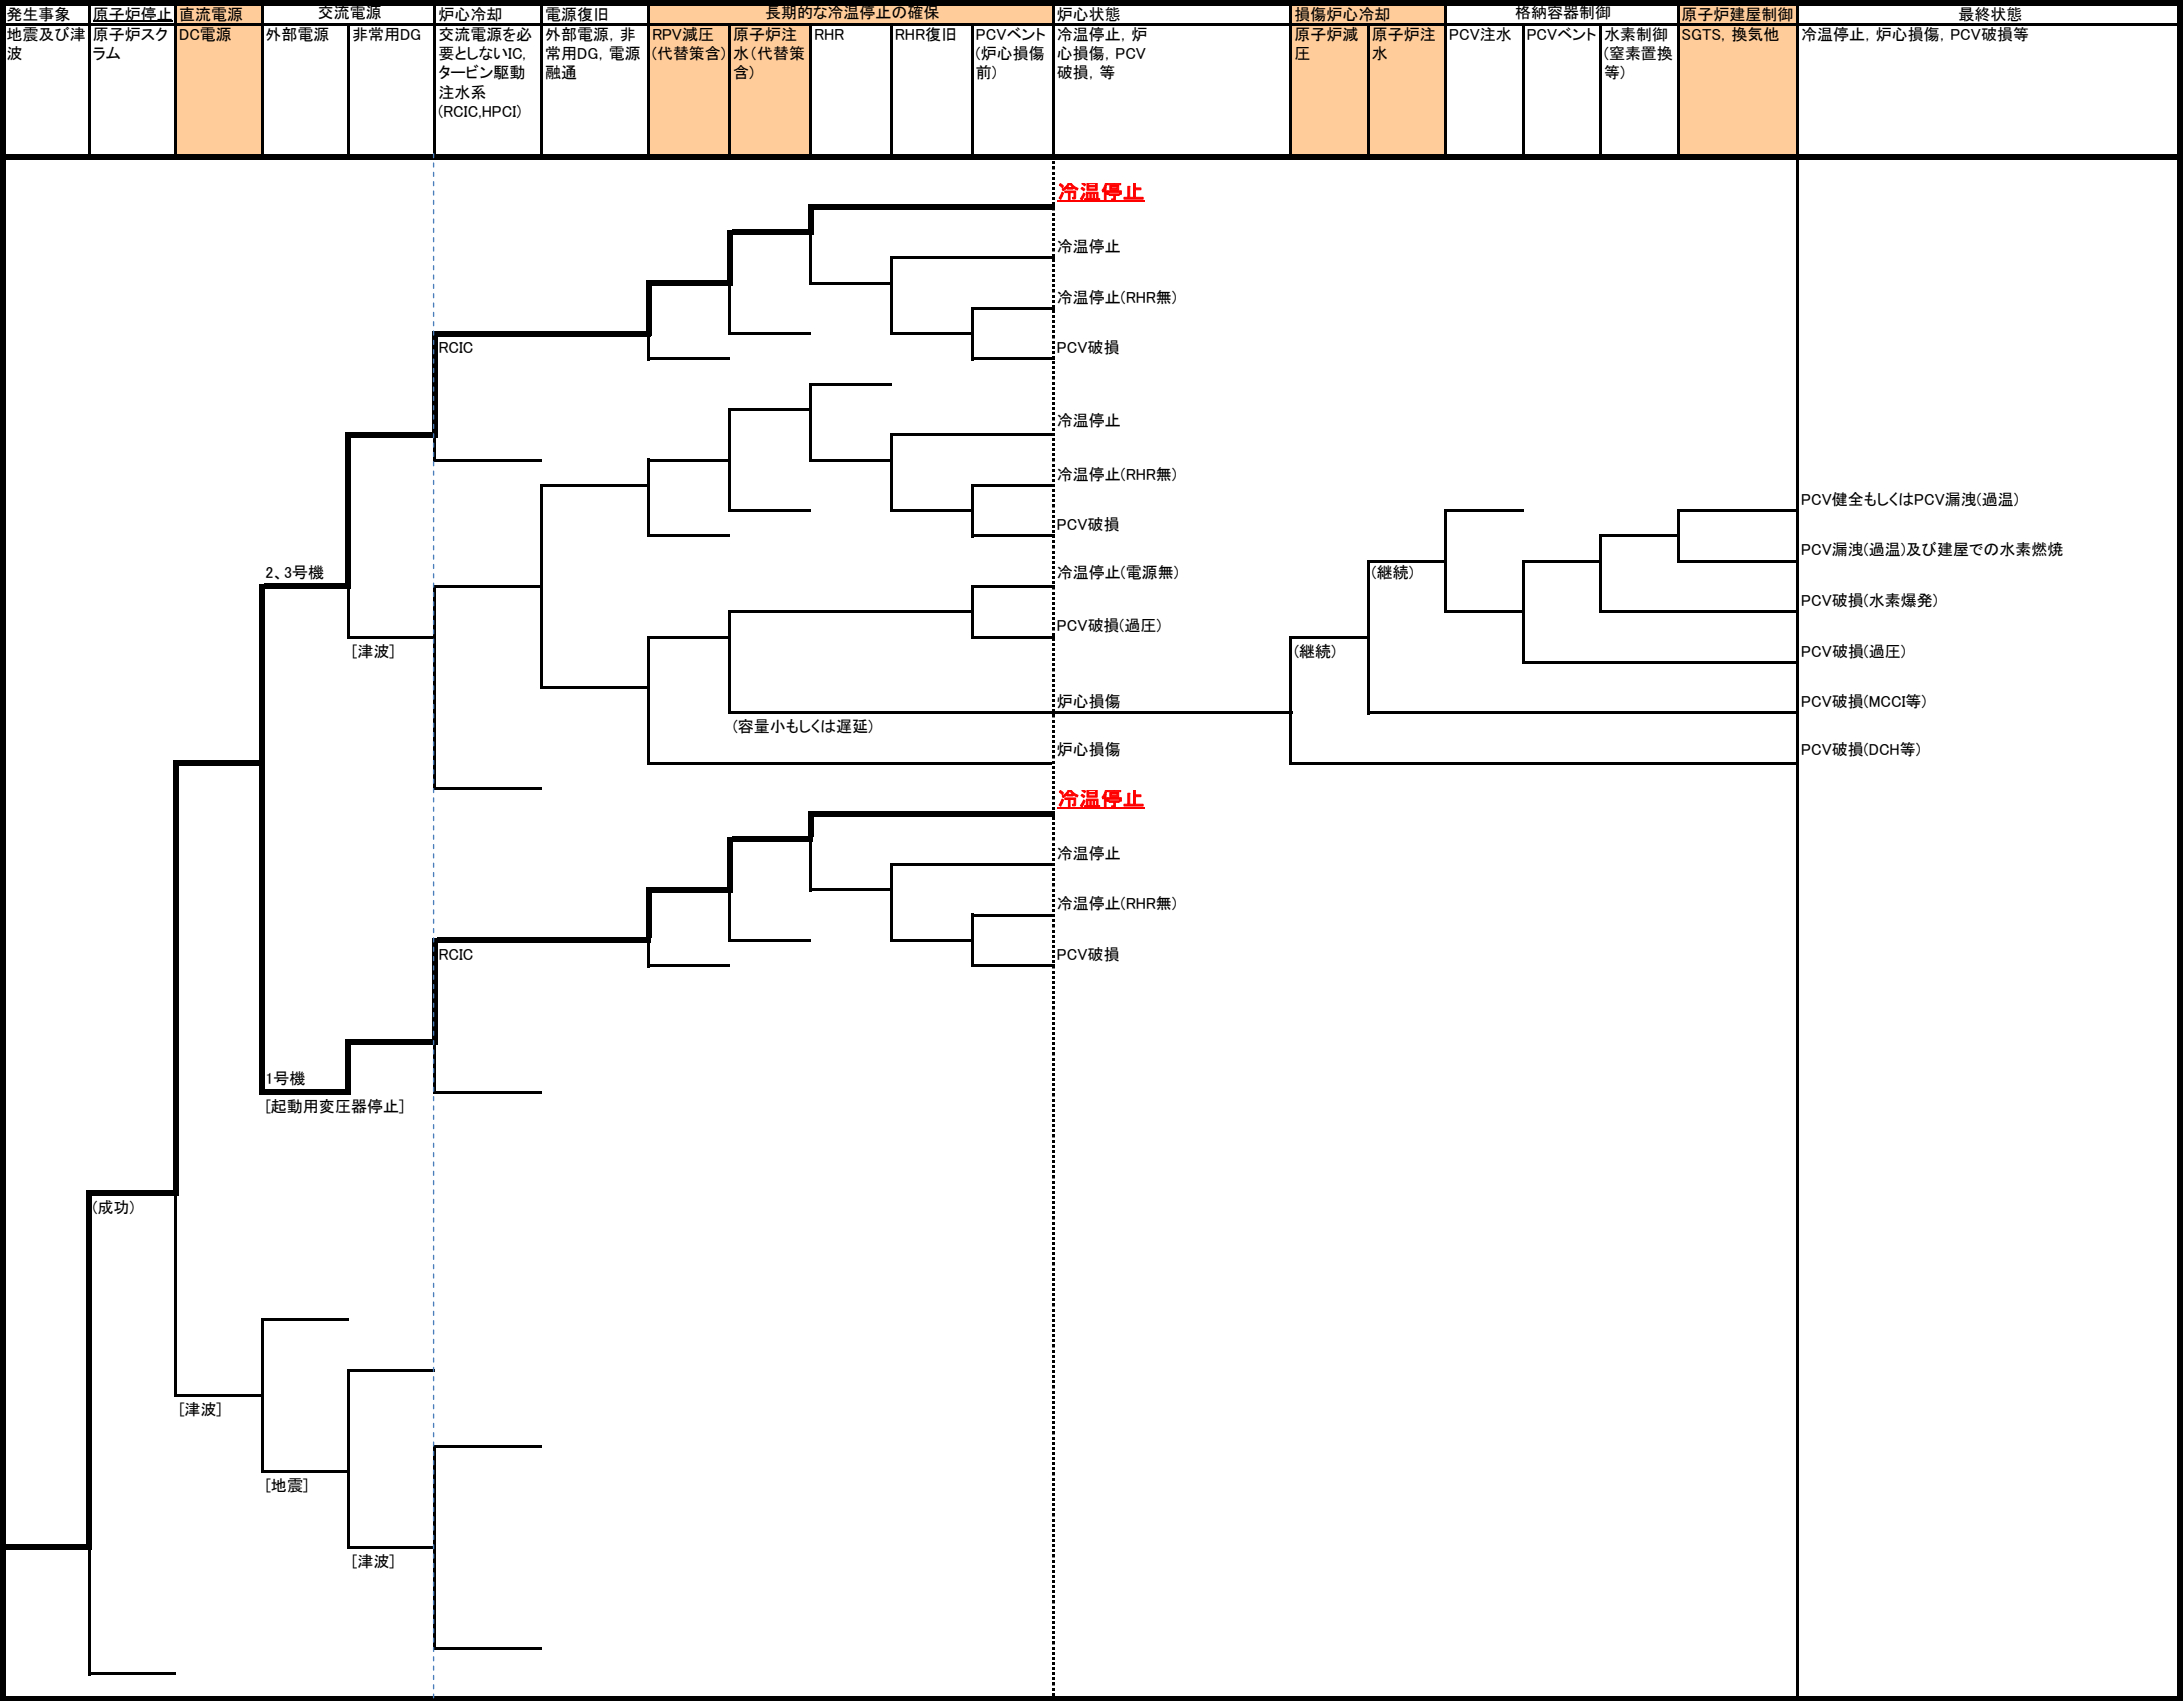 発生事象
原子炉停止
直流電源
交流電源
炉心冷却
電源復旧
長期的な冷温停止の確保
炉心状態
損傷炉心冷却
格納容器制御
原子炉建屋制御
最終状態
地震及び津
波
原子炉スク
ラム
DC電源
外部電源
非常用DG
交流電源を必
要としないIC,
タービン駆動
注水系
(RCIC,HPCI)
外部電源，非
常用DG，電源
融通
RPV減圧
(代替策含)
原子炉注
水(代替策
含)
RHR
RHR復旧
PCVベント
(炉心損傷
前)
冷温停止，炉
心損傷，PCV
破損，等
原子炉減
圧
原子炉注
水
PCV注水
PCVベント
水素制御
(窒素置換
等)
SGTS，換気他
冷温停止，炉心損傷，PCV破損等
冷温停止
冷温停止
冷温停止(RHR無)
RCIC
PCV破損
冷温停止
冷温停止(RHR無)
PCV健全もしくはPCV漏洩(過温)
PCV破損
PCV漏洩(過温)及び建屋での水素燃焼
2、3号機
冷温停止(電源無)
(継続)
PCV破損(水素爆発)
PCV破損(過圧)
[津波]
(継続)
PCV破損(過圧)
炉心損傷
PCV破損(MCCI等)
(容量小もしくは遅延)
炉心損傷
PCV破損(DCH等)
冷温停止
冷温停止
冷温停止(RHR無)
RCIC
PCV破損
1号機
[起動用変圧器停止]
(成功)
[津波]
[地震]
[津波]